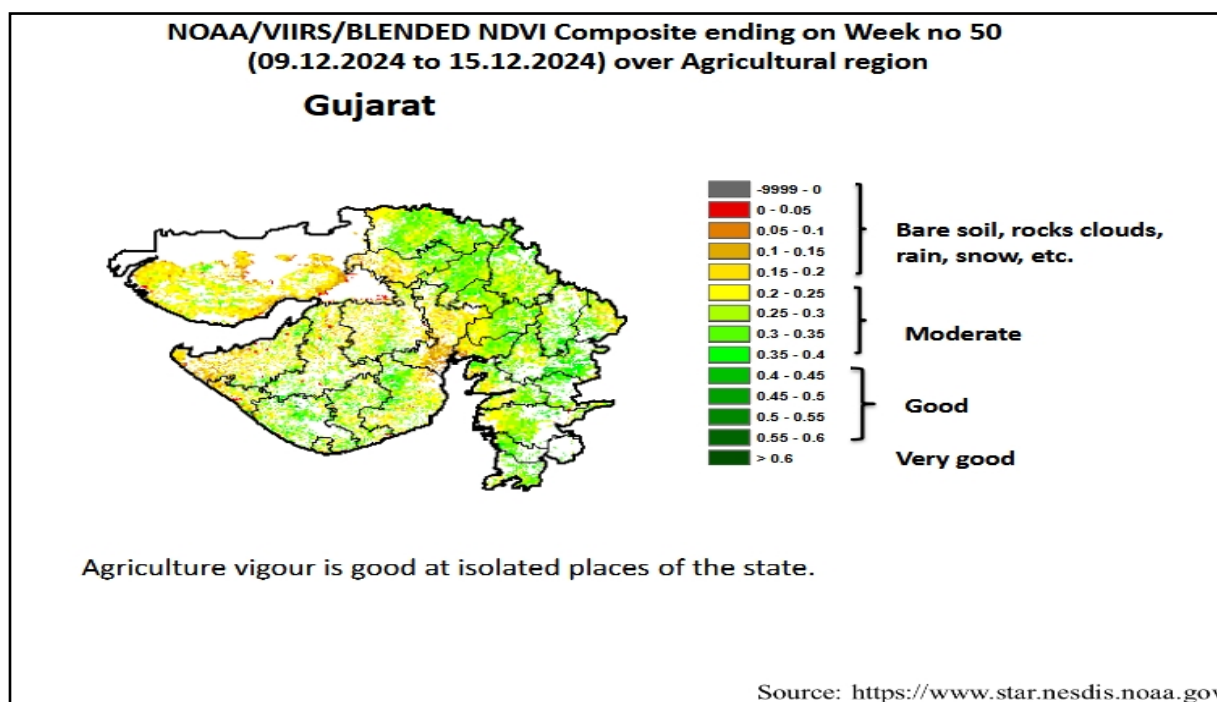 NOAA/VIIRS/BLENDED NDVI Composite ending on Week no 50
(09.12.2024 to 15.12.2024) over Agricultural region
Gujarat
-9999 - 0
0 - 0.05
0.05 - 0.1
0.1 - 0.15
0.15 - 0.2
0.2 - 0.25
0.25 - 0.3
0.3 - 0.35
0.35 - 0.4
0.4 - 0.45
0.45 - 0.5
0.5 - 0.55
0.55 - 0.6
> 0.6
Bare soil, rocks clouds,
rain, snow, etc.
Moderate
Good
Very good
Agriculture vigour is good at isolated places of the state.
Source: https://www.star.nesdis.noaa.gov